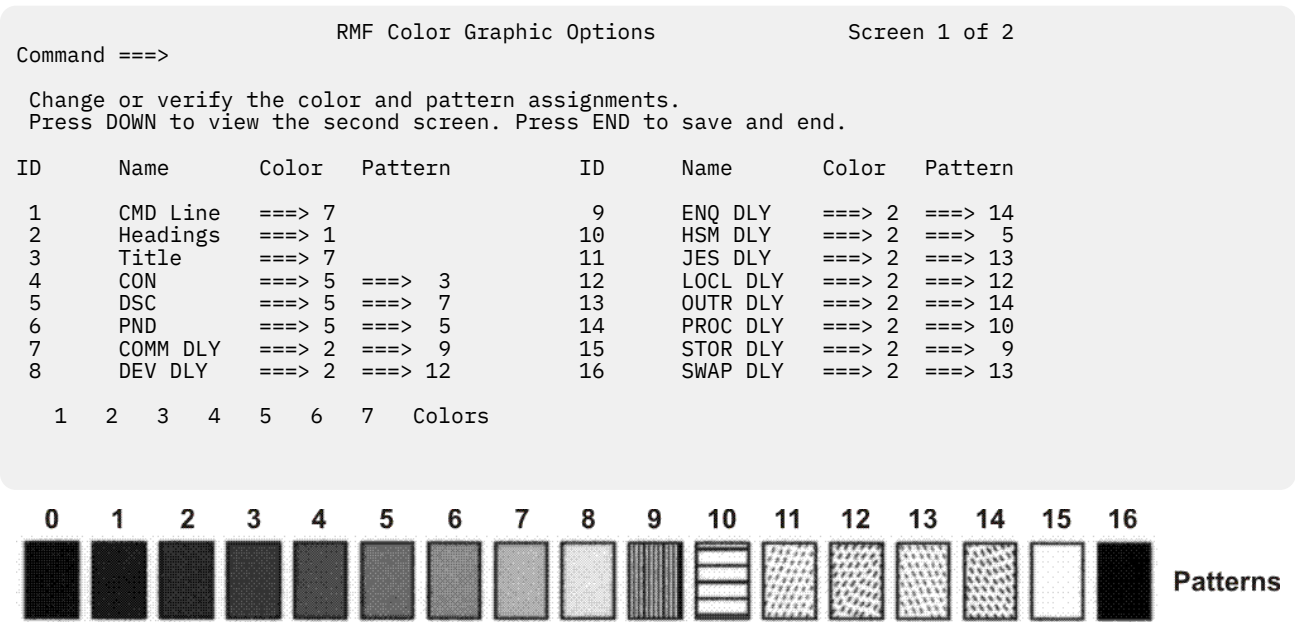 RMF Color Graphic Options Screen 1 of 2
Command ===>
Change or verify the color and pattern assignments.
Press DOWN to view the second screen. Press END to save and end.
ID Name Color Pattern ID Name Color Pattern
1 CMD Line ===> 7 9 ENQ DLY ===> 2 ===> 14
2 Headings ===> 1 10 HSM DLY ===> 2 ===> 5
3 Title ===> 7 11 JES DLY ===> 2 ===> 13
4 CON ===> 5 ===> 3 12 LOCL DLY ===> 2 ===> 12
5 DSC ===> 5 ===> 7 13 OUTR DLY ===> 2 ===> 14
6 PND ===> 5 ===> 5 14 PROC DLY ===> 2 ===> 10
7 COMM DLY ===> 2 ===> 9 15 STOR DLY ===> 2 ===> 9
8 DEV DLY ===> 2 ===> 12 16 SWAP DLY ===> 2 ===> 13
1 2 3 4 5 6 7 Colors
0 1 2 3 4 5 6 7 8 9 10 11 12 13 14 15 16
Patterns